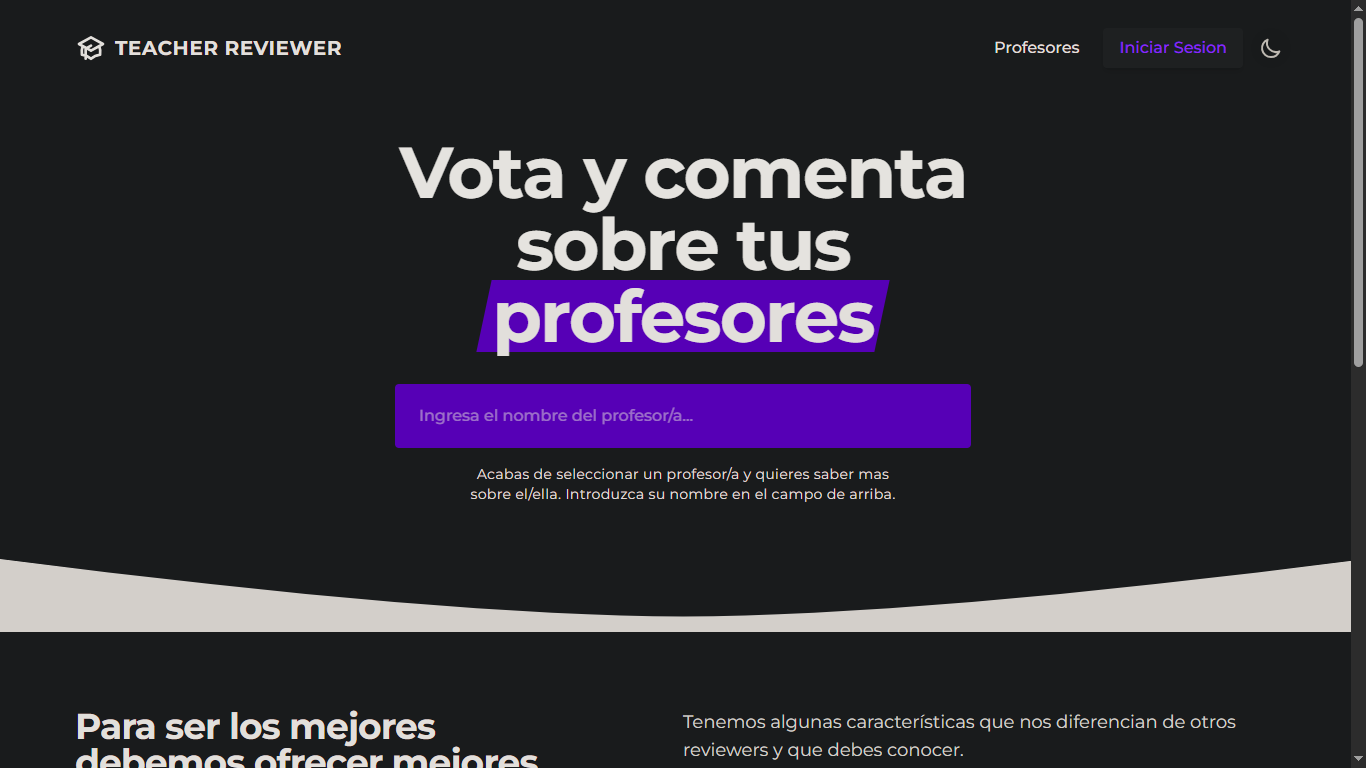 TEACHER REVIEWER
Profesores
Iniciar Sesion
Vota y comenta
sobre tus
profesores
Ingresa el nombre del profesor/a...
Acabas de seleccionar un profesor/a y quieres saber mas
sobre el/ella. Introduzca su nombre en el campo de arriba.
Para ser los mejores
debemos ofrecer mejores
Tenemos algunas características que nos diferencian de otros
reviewers y que debes conocer.